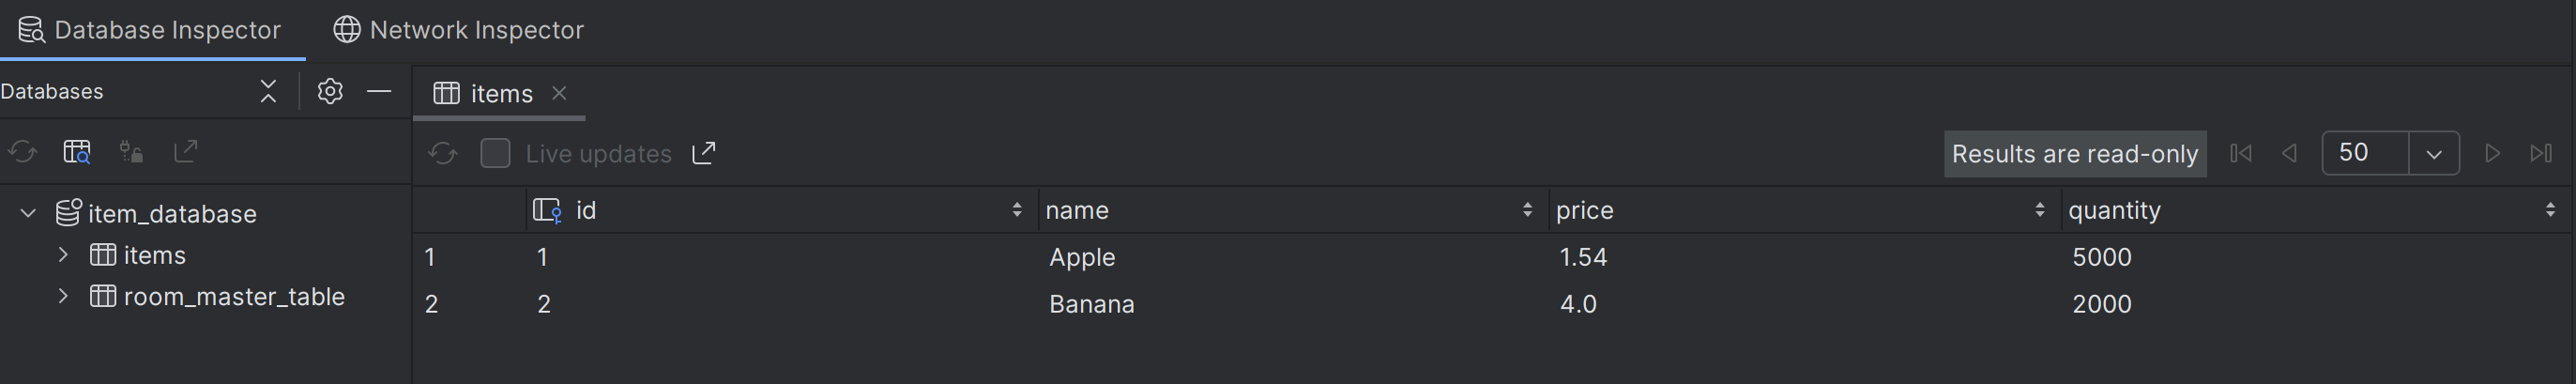 Database Inspector Network Inspector
Databases
items
Live updates
Results are read-only 50
item_database
items
room_master_table
id name price quantity
1 1 Apple 1.54 5000
2 2 Banana 4.0 2000